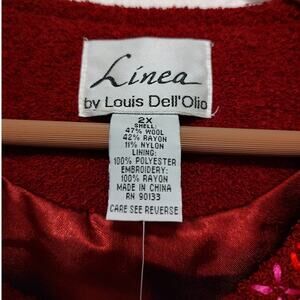 Linea
by Louis Dell'Olio
2X
SHELL:
47% WOOL
42% RAYON
11% NYLON
LINING:
100% POLYESTER
EMBROIDERY:
100% RAYON
MADE IN CHINA
RN 90133
CARE SEE REVERSE